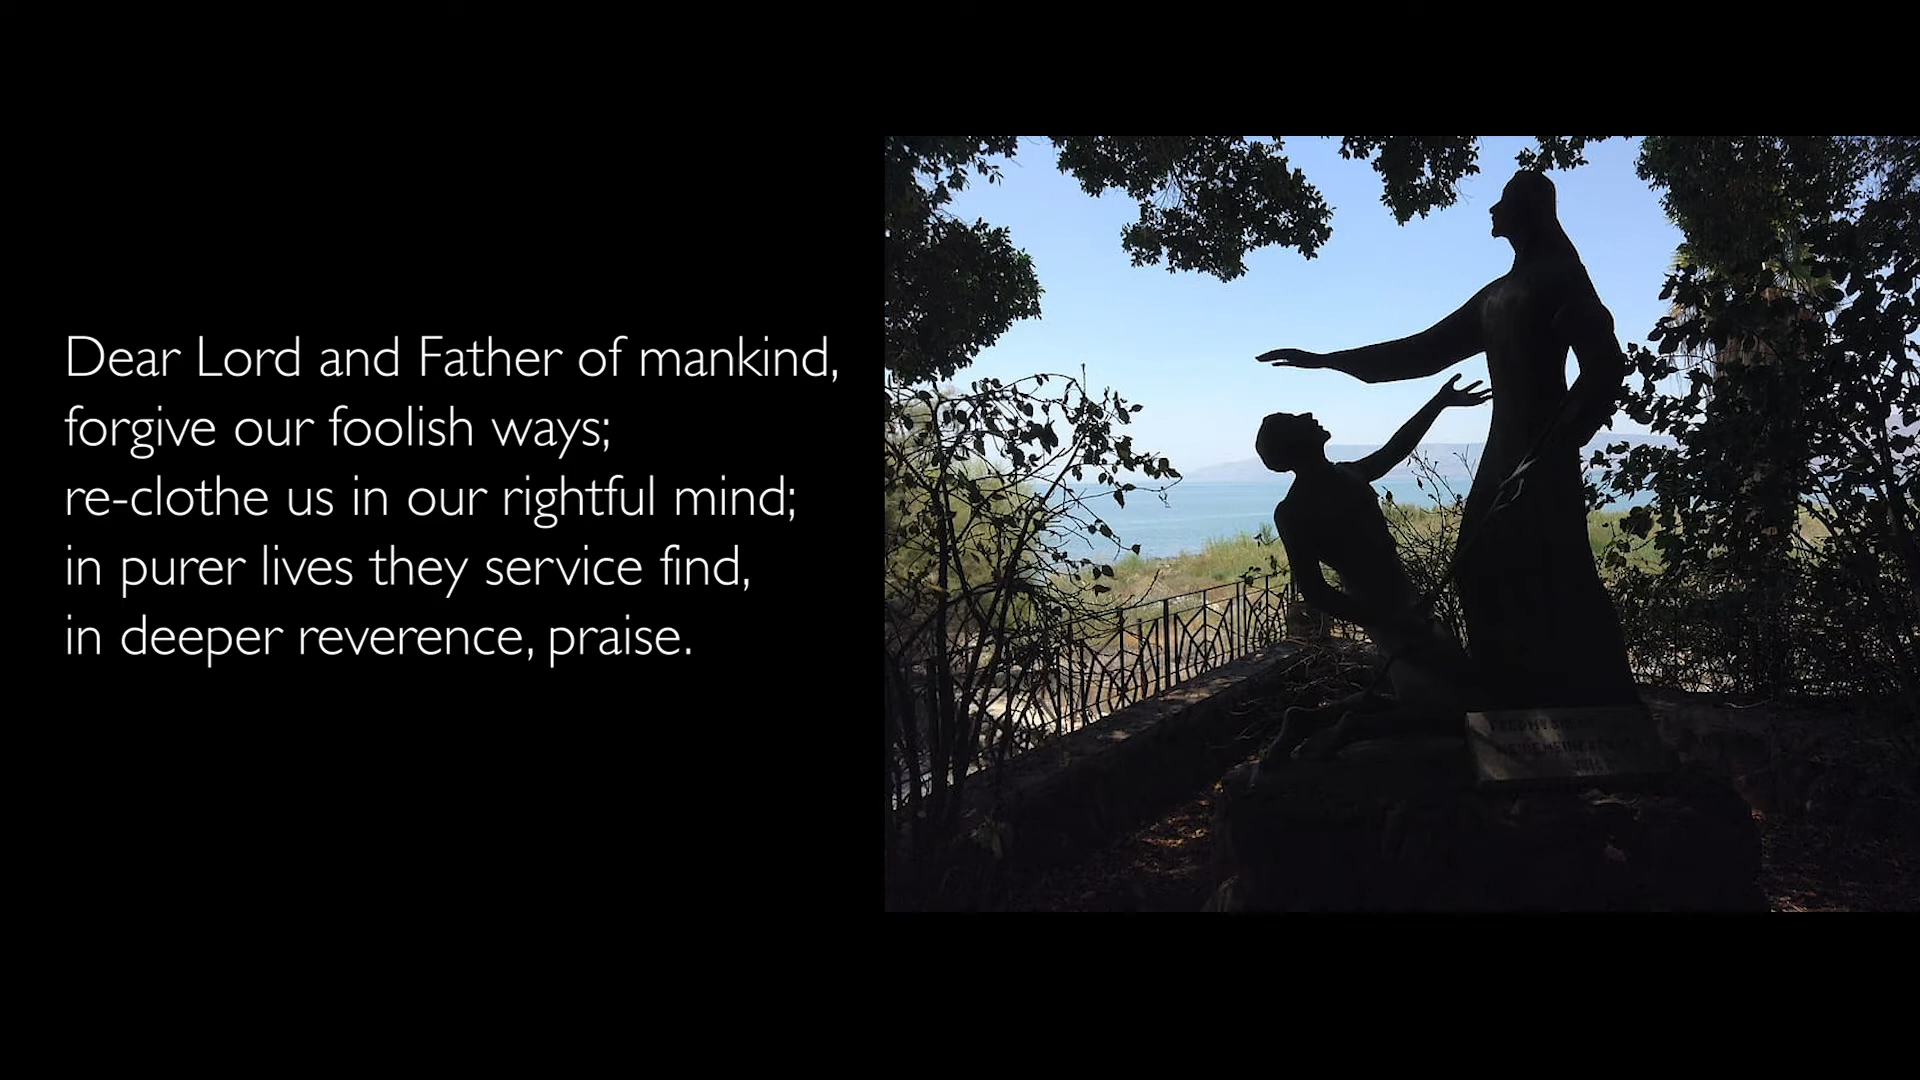 Dear Lord and Father of mankind,
forgive our foolish ways;
re-clothe us in our rightful mind;
in purer lives they service find,
in deeper reverence, praise.